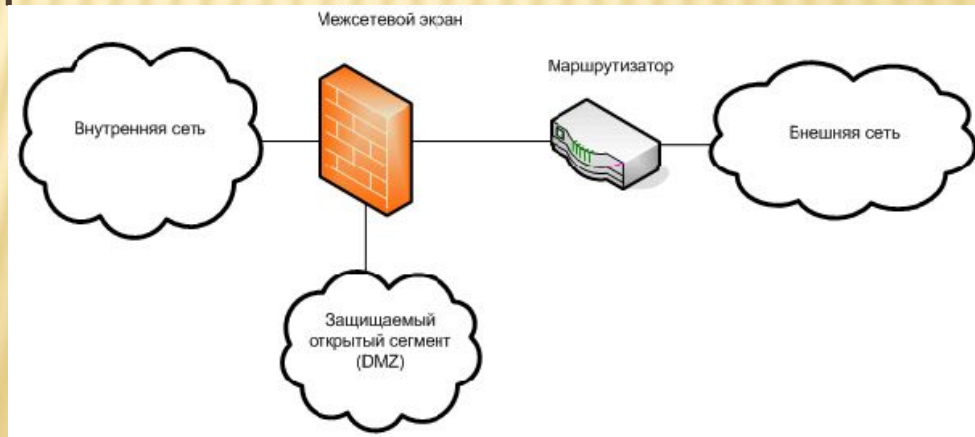 Межсетевой экран
Маршрутизатор
Внутренняя сеть
Внешняя сеть
Защищаемый
открытый сегмент
(DMZ)